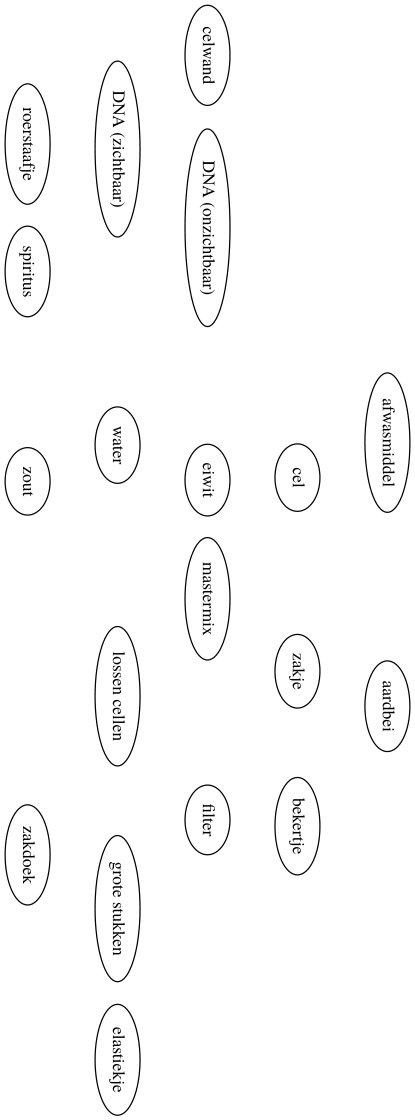 afwasmiddel
aardbei
cel
zakje
bekertje
celwand
DNA (onzichtbaar)
eiwit
mastermix
filter
DNA (zichtbaar)
water
lossen cellen
grote stukken
elastiekje
roerstaafje
spiritus
zout
zakdoek